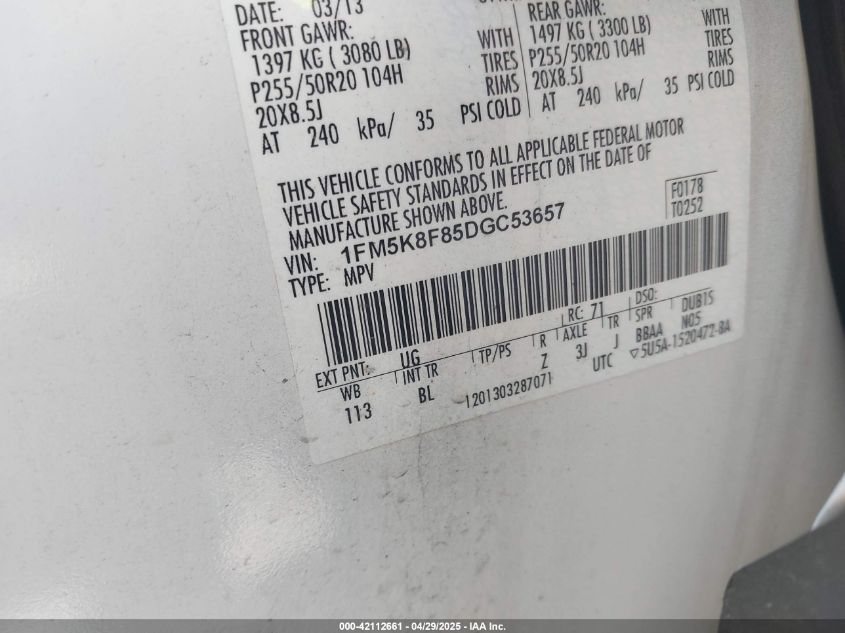 DATE: 03/13
FRONT GAWR:
1397 KG ( 3080 LB) WITH
P255/50R20 104H TIRES
20X8.5J RIMS
AT 240 kPa/ 35 PSI COLD
REAR GAWR:
1497 KG ( 3300 LB) WITH
P255/50R20 104H TIRES
20X8.5J RIMS
AT 240 kPa/ 35 PSI COLD
THIS VEHICLE CONFORMS TO ALL APPLICABLE FEDERAL MOTOR
VEHICLE SAFETY STANDARDS IN EFFECT ON THE DATE OF
MANUFACTURE SHOWN ABOVE.
F0178
T0252
VIN: 1FM5K8F85DGC53657
TYPE: MPV
EXT PNT: UG RC: 71 DSO:
WB INT TR TP/PS R AXLE TR SPR DUB1S
113 BL Z 3J J BBAA N05
1201303287071 UTC ▽5U5A-1520472-BA
000-42112661 - 04/29/2025 - IAA Inc.